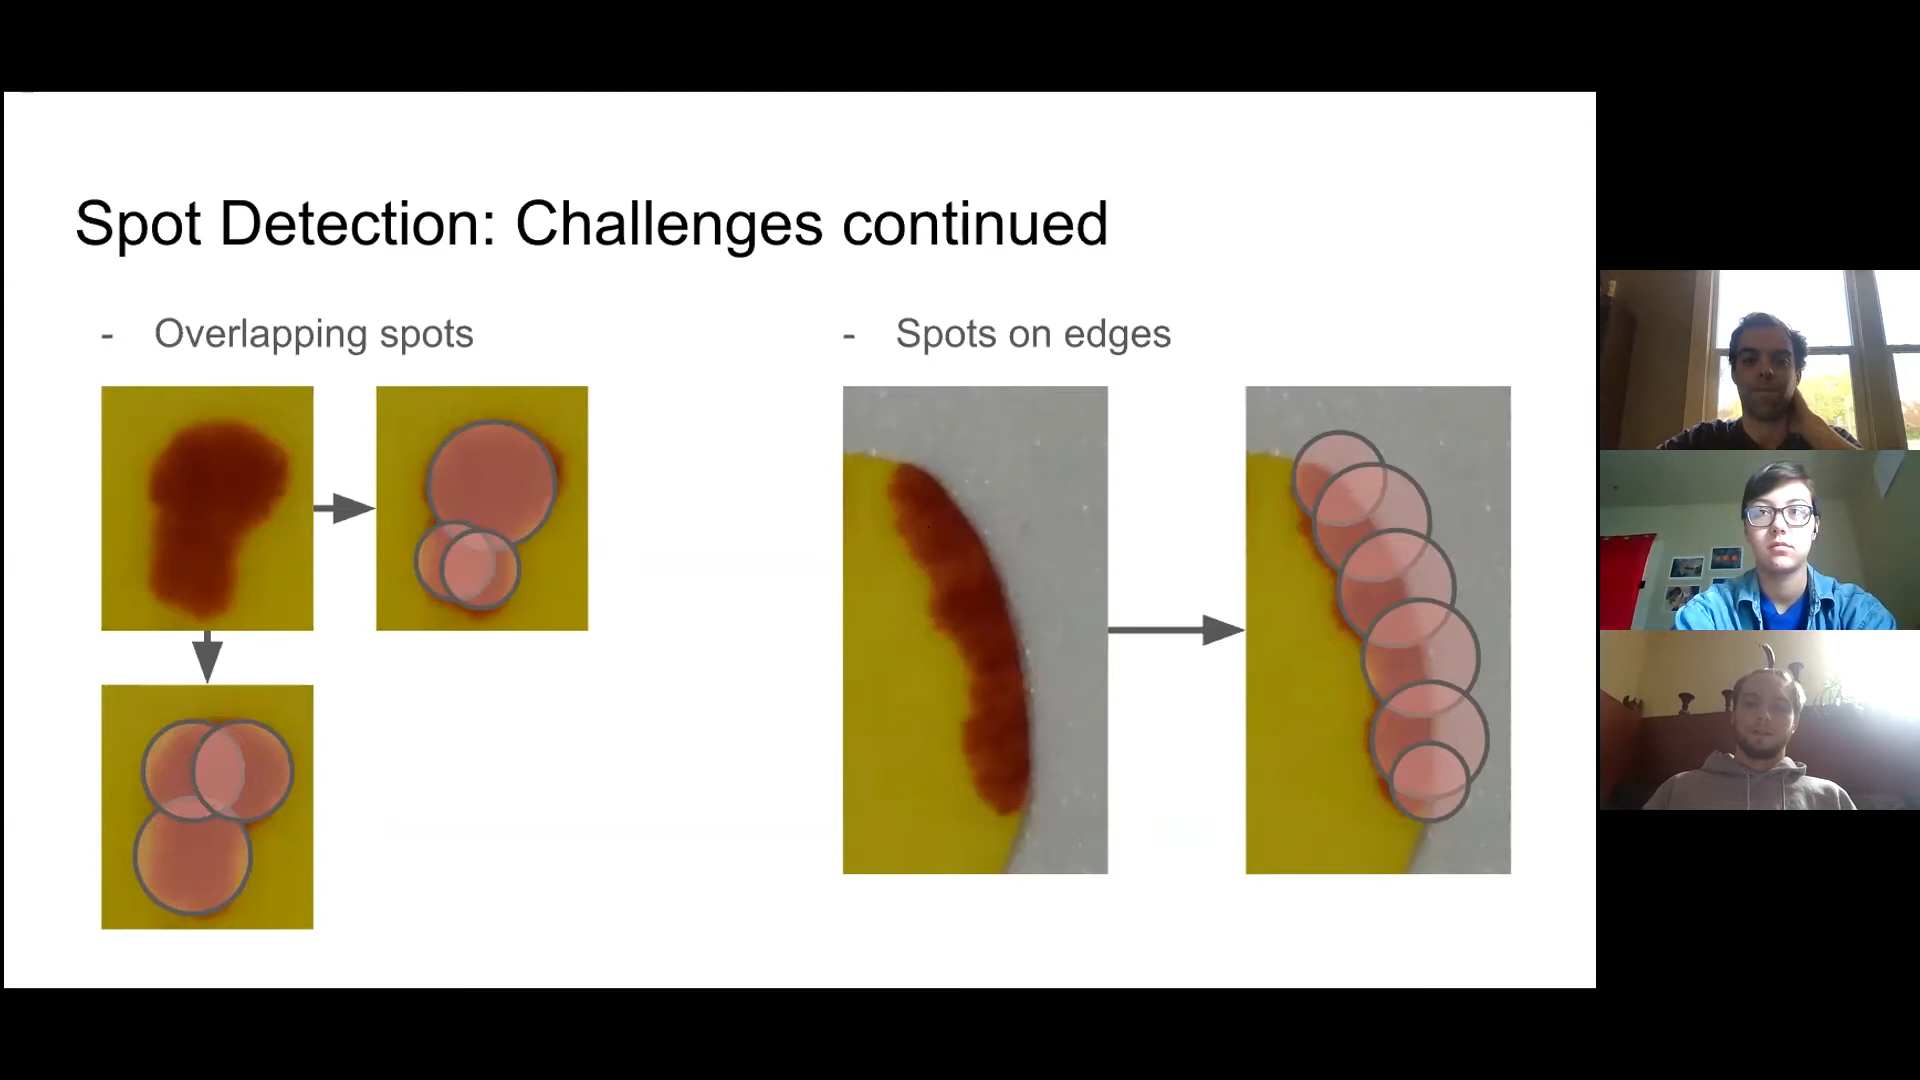 Spot Detection: Challenges continued
- Overlapping spots
- Spots on edges